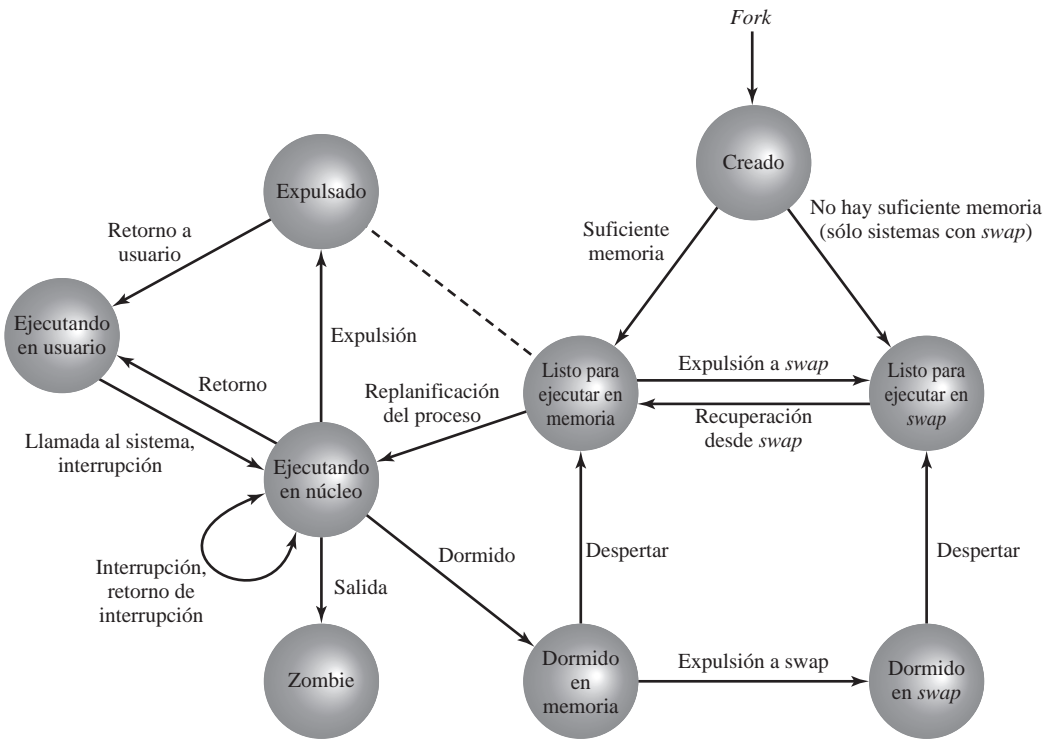 Fork
Creado
Expulsado
No hay suficiente memoria
(sólo sistemas con swap)
Suficiente
memoria
Retorno a
usuario
Ejecutando
en usuario
Expulsión
Listo para
ejecutar en
memoria
Expulsión a swap
Recuperación
desde swap
Listo para
ejecutar en
swap
Retorno
Replanificación
del proceso
Llamada al sistema,
interrupción
Ejecutando
en núcleo
Interrupción,
retorno de
interrupción
Salida
Dormido
Despertar
Despertar
Zombie
Dormido
en
memoria
Expulsión a swap
Dormido
en swap